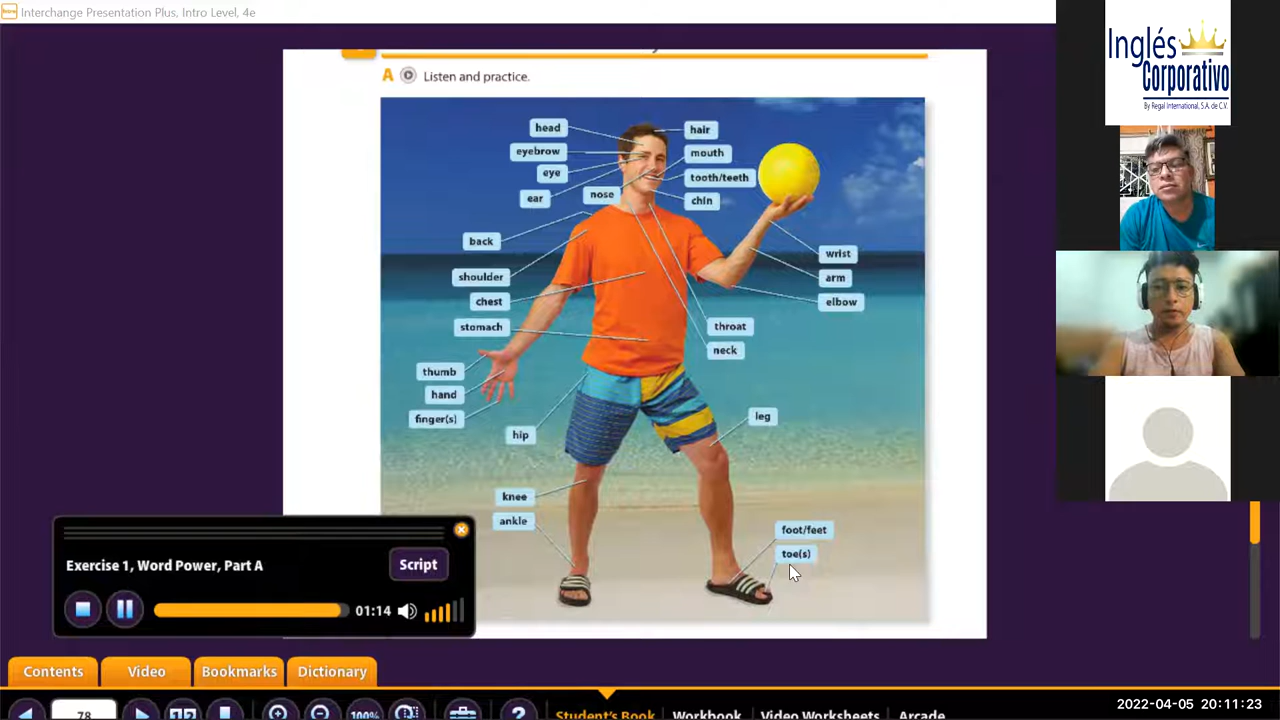 Interchange Presentation Plus, Intro Level, 4e
Inglés
Corporativo
By Regal International, S.A. de C.V.
A Listen and practice.
head
hair
eyebrow
mouth
eye
tooth/teeth
ear
nose
chin
back
wrist
shoulder
arm
chest
elbow
stomach
throat
neck
thumb
hand
finger(s)
leg
hip
knee
ankle
foot/feet
toe(s)
Exercise 1, Word Power, Part A
Script
01:14
Contents
Video
Bookmarks
Dictionary
78
100%
?
Student's Book
Workbook
Video Worksheets
Arcade
2022-04-05 20:11:23